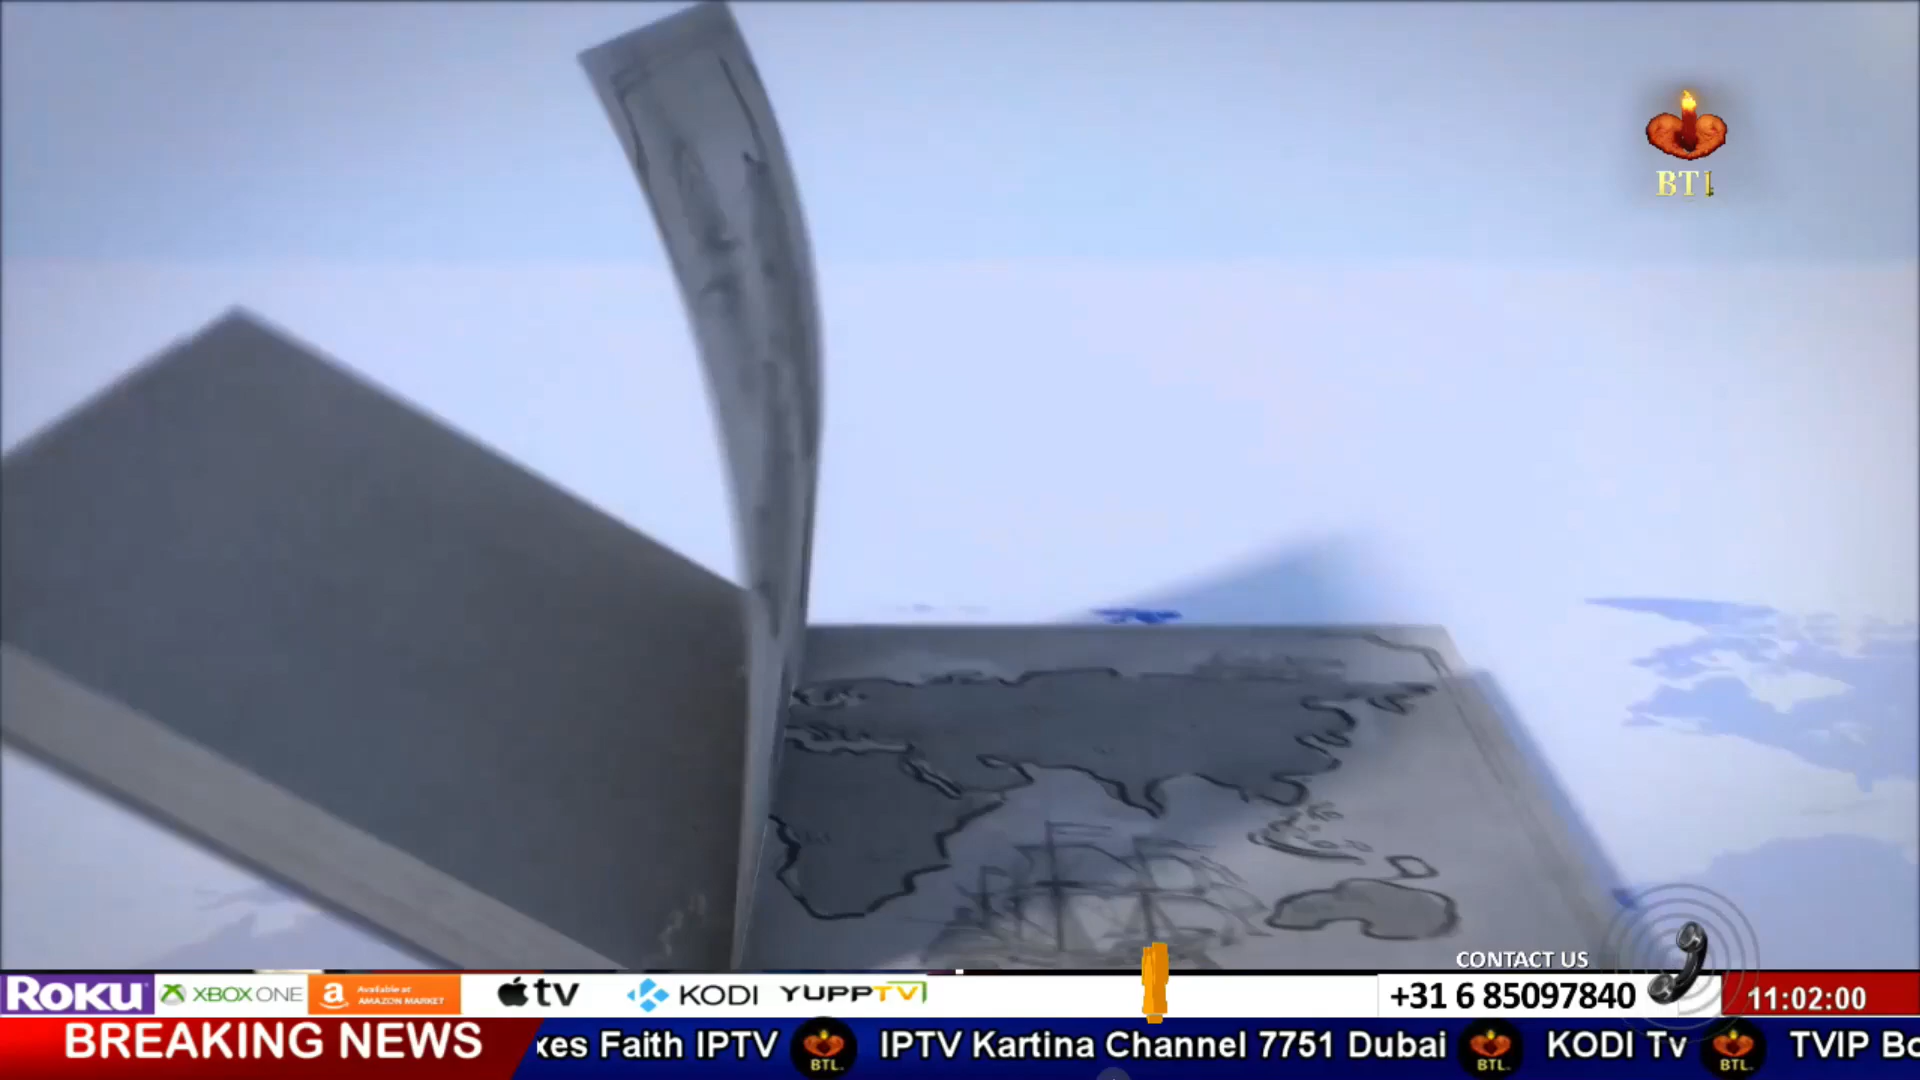 BTL
CONTACT US
ROKU XBOX ONE Available at AMAZON MARKET tv KODI YUPPTV +31 6 85097840 11:02:00
BREAKING NEWS xes Faith IPTV BTL. IPTV Kartina Channel 7751 Dubai BTL. KODI Tv BTL. TVIP Bo